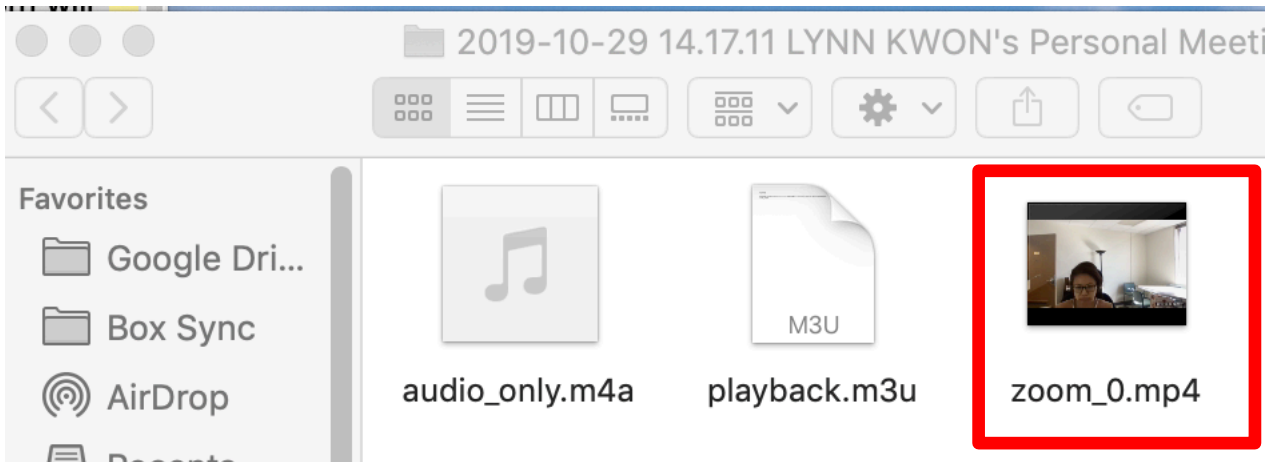 2019-10-29 14.17.11 LYNN KWON's Personal Meeti
Favorites
Google Dri...
Box Sync
AirDrop
Recents
M3U
audio_only.m4a
playback.m3u
zoom_0.mp4